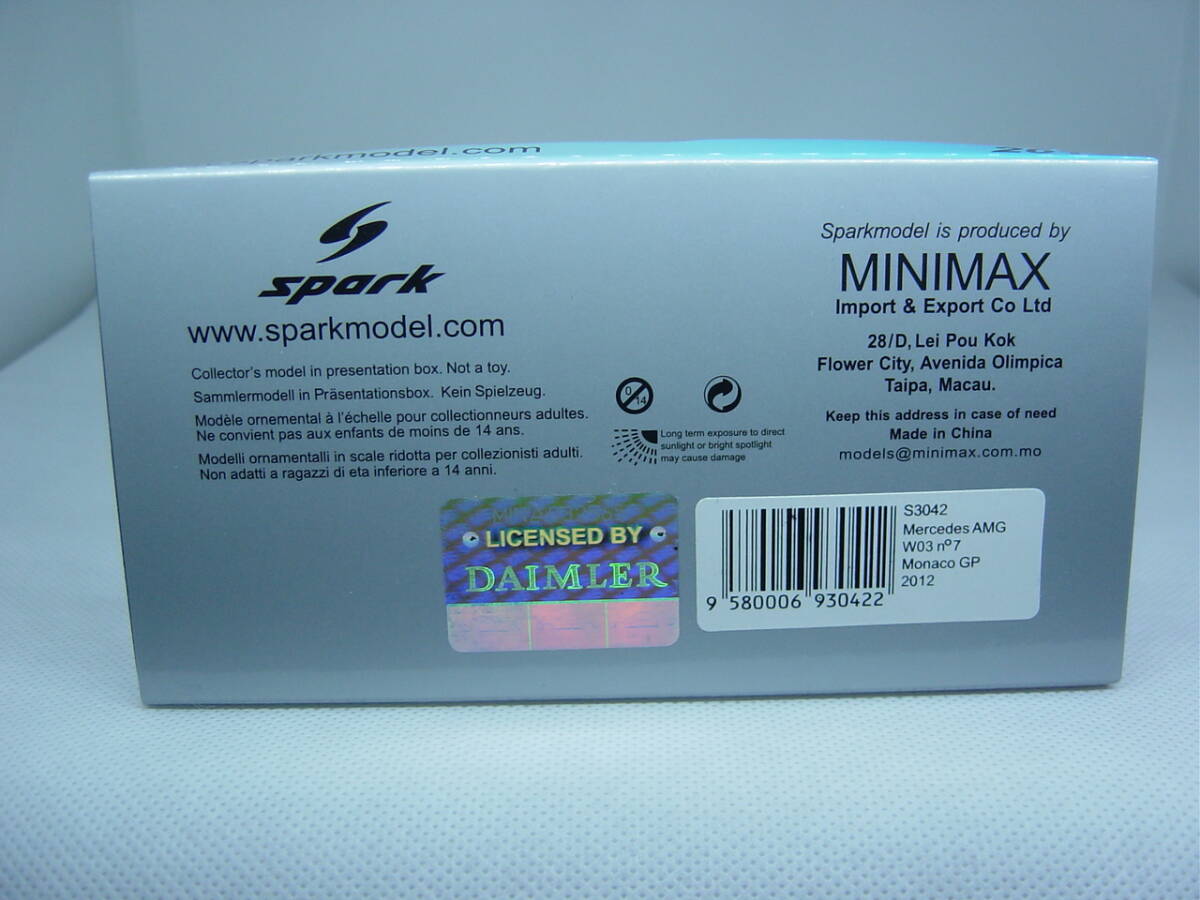 sparkmodel.com
spark
www.sparkmodel.com
Collector's model in presentation box. Not a toy.
Sammlermodell in Präsentationsbox. Kein Spielzeug.
Modèle ornemental à l'échelle pour collectionneurs adultes.
Ne convient pas aux enfants de moins de 14 ans.
Modelli ornamentalli in scale ridotta per collezionisti adulti.
Non adatti a ragazzi di eta inferiore a 14 anni.
0
14
Long term exposure to direct
sunlight or bright spotlight
may cause damage
Sparkmodel is produced by
MINIMAX
Import & Export Co Ltd
28/D, Lei Pou Kok
Flower City, Avenida Olimpica
Taipa, Macau.
Keep this address in case of need
Made in China
models@minimax.com.mo
LICENSED BY
DAIMLER
S3042
Mercedes AMG
W03 nº7
Monaco GP
2012
9 580006 930422